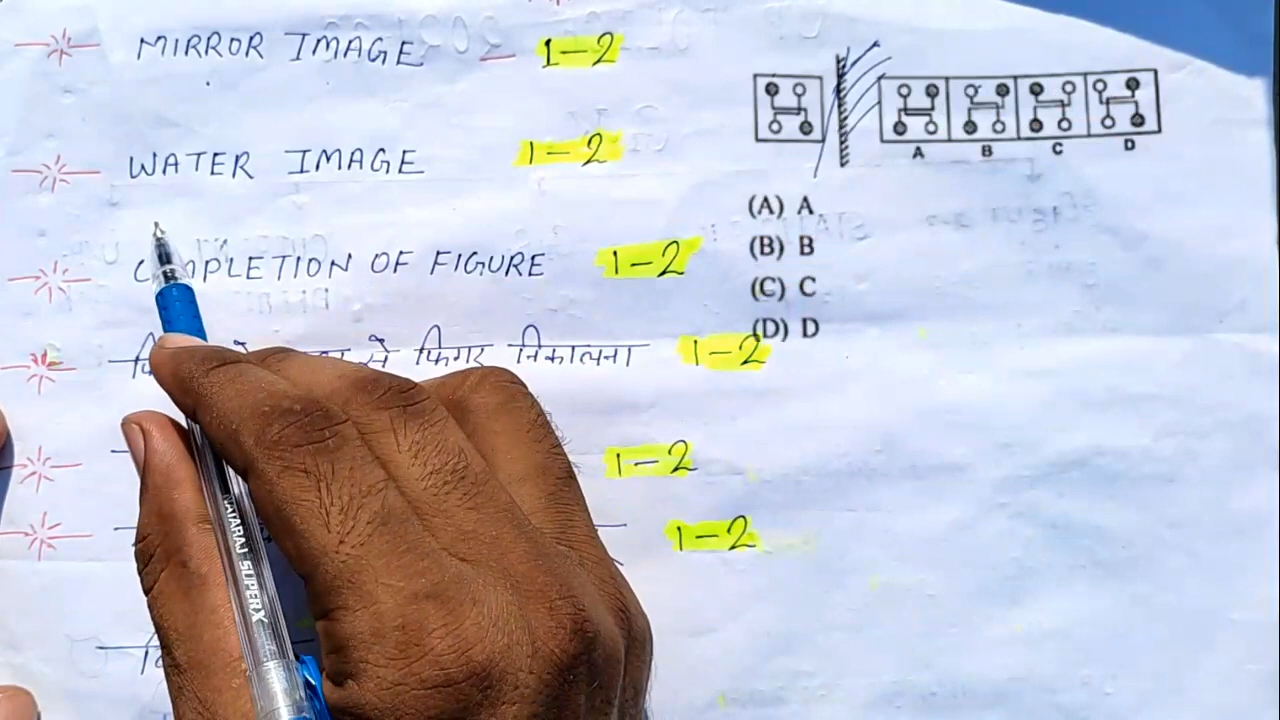 MIRROR IMAGE - 1-2
WATER IMAGE 1-2
COMPLETION OF FIGURE 1-2
से फिगर निकालना 1-2
1-2
1-2
A B C D
(A) A
(B) B
(C) C
(D) D
NATARAJ SUPERX